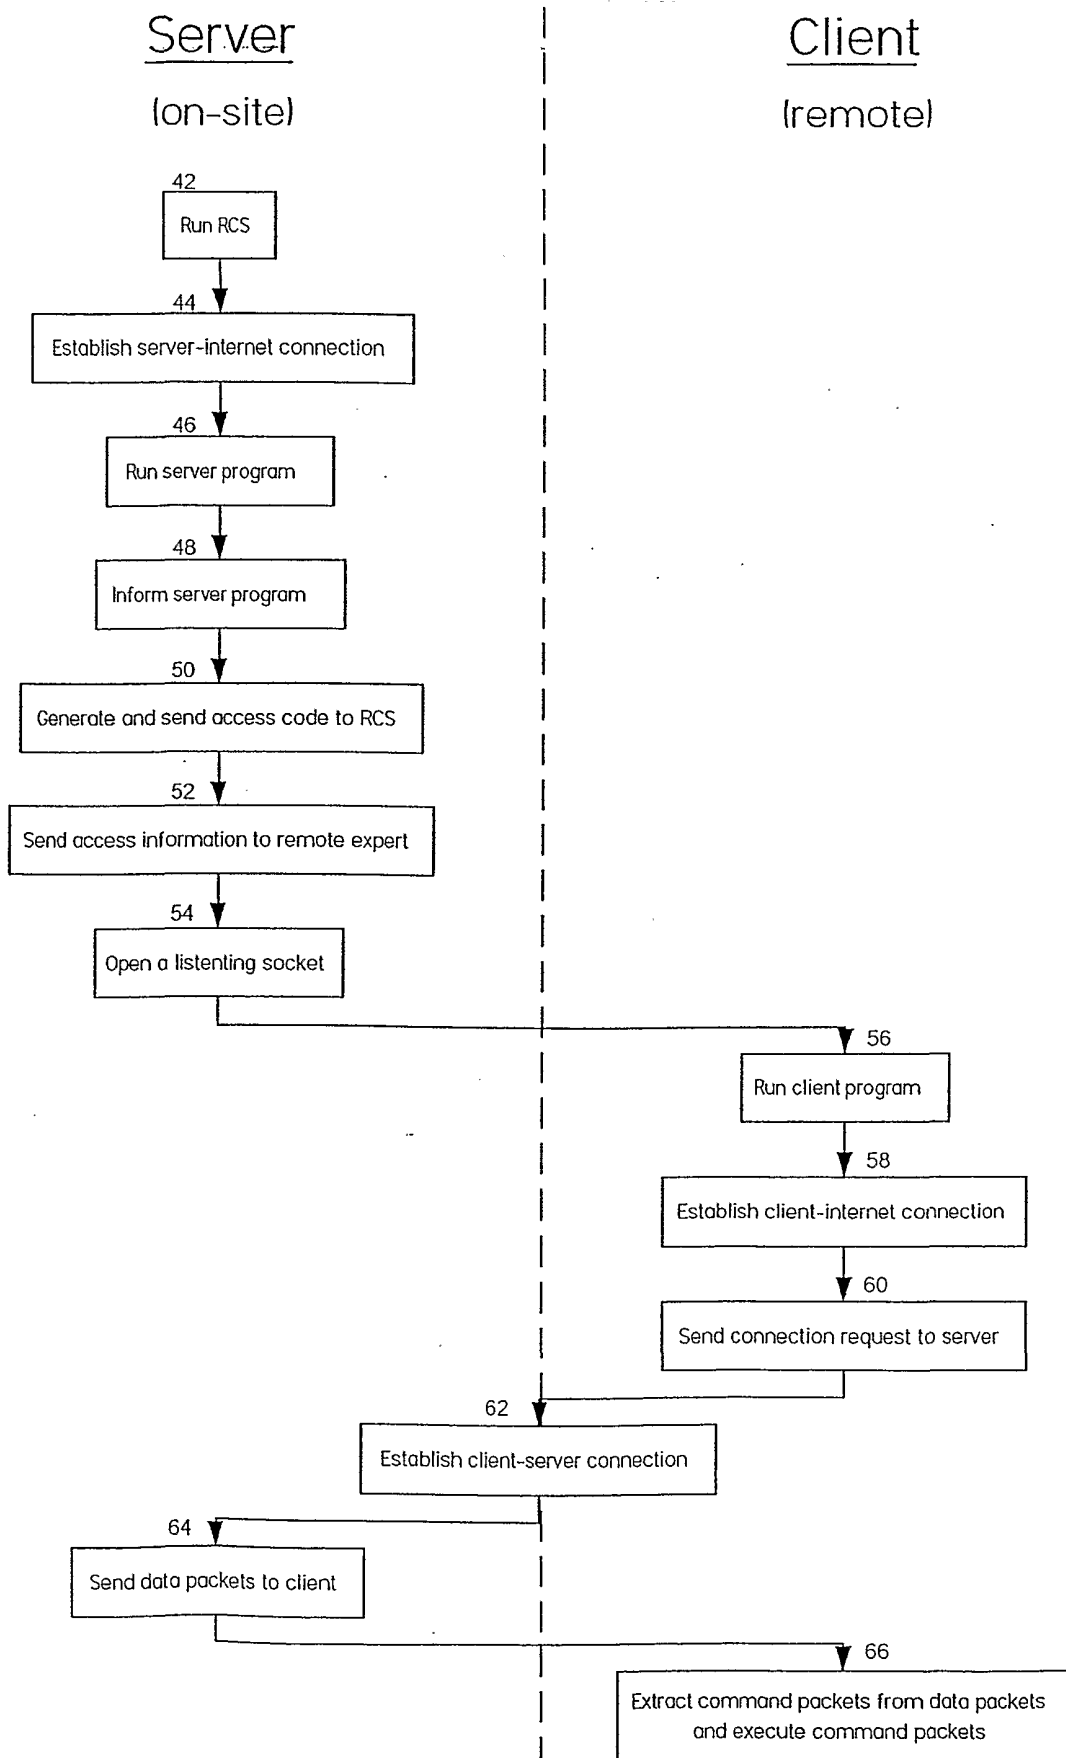 Server
Client
(on-site)
(remote)
42
Run RCS
44
Establish server-internet connection
46
Run server program
48
Inform server program
50
Generate and send access code to RCS
52
Send access information to remote expert
54
Open a listenting socket
56
Run client program
58
Establish client-internet connection
60
Send connection request to server
62
Establish client-server connection
64
Send data packets to client
66
Extract command packets from data packets
and execute command packets